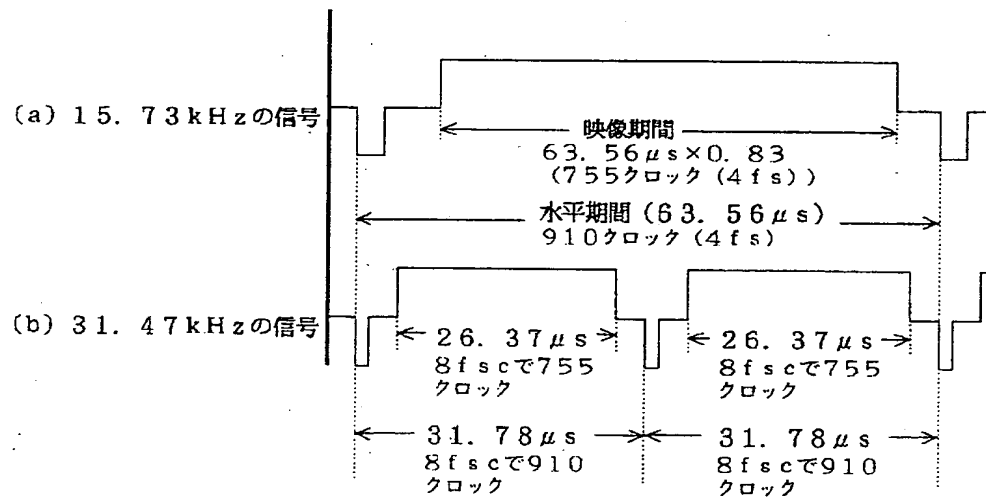 (a) 15.73kHzの信号
映像期間
63.56μs×0.83
(755クロック(4fs))
水平期間(63.56μs)
910クロック(4fs)
(b) 31.47kHzの信号
26.37μs
8fscで755
クロック
26.37μs
8fscで755
クロック
31.78μs
8fscで910
クロック
31.78μs
8fscで910
クロック